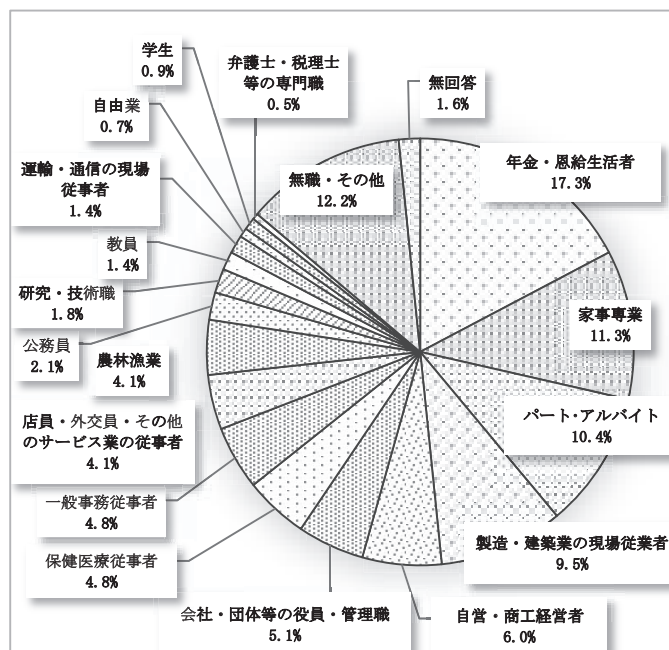 学生
0.9%
弁護士・税理士
等の専門職
0.5%
無回答
1.6%
自由業
0.7%
年金・恩給生活者
17.3%
運輸・通信の現場
従事者
1.4%
無職・その他
12.2%
教員
1.4%
研究・技術職
1.8%
家事専業
11.3%
公務員
2.1%
農林漁業
4.1%
パート・アルバイト
10.4%
店員・外交員・その他
のサービス業の従事者
4.1%
一般事務従事者
4.8%
製造・建築業の現場従業者
9.5%
保健医療従事者
4.8%
会社・団体等の役員・管理職
5.1%
自営・商工経営者
6.0%